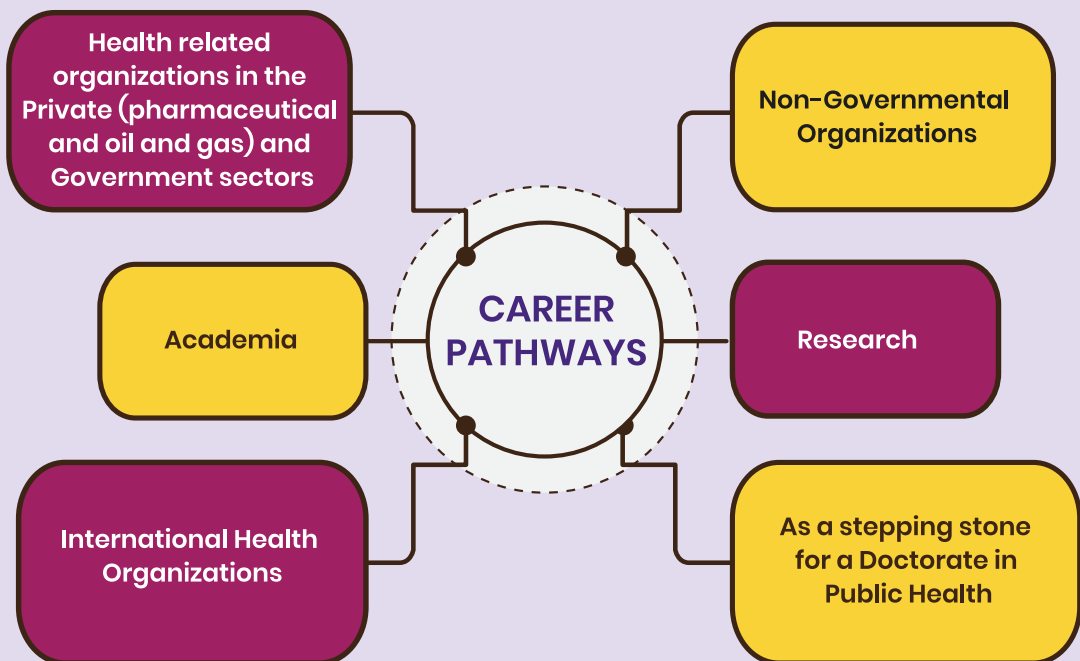 Health related
organizations in the
Private (pharmaceutical
and oil and gas) and
Government sectors
Non-Governmental
Organizations
Academia
CAREER
PATHWAYS
Research
International Health
Organizations
As a stepping stone
for a Doctorate in
Public Health